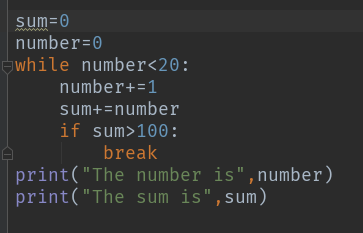 sum=0
number=0
while number<20:
    number+=1
    sum+=number
    if sum>100:
        break
print("The number is",number)
print("The sum is",sum)